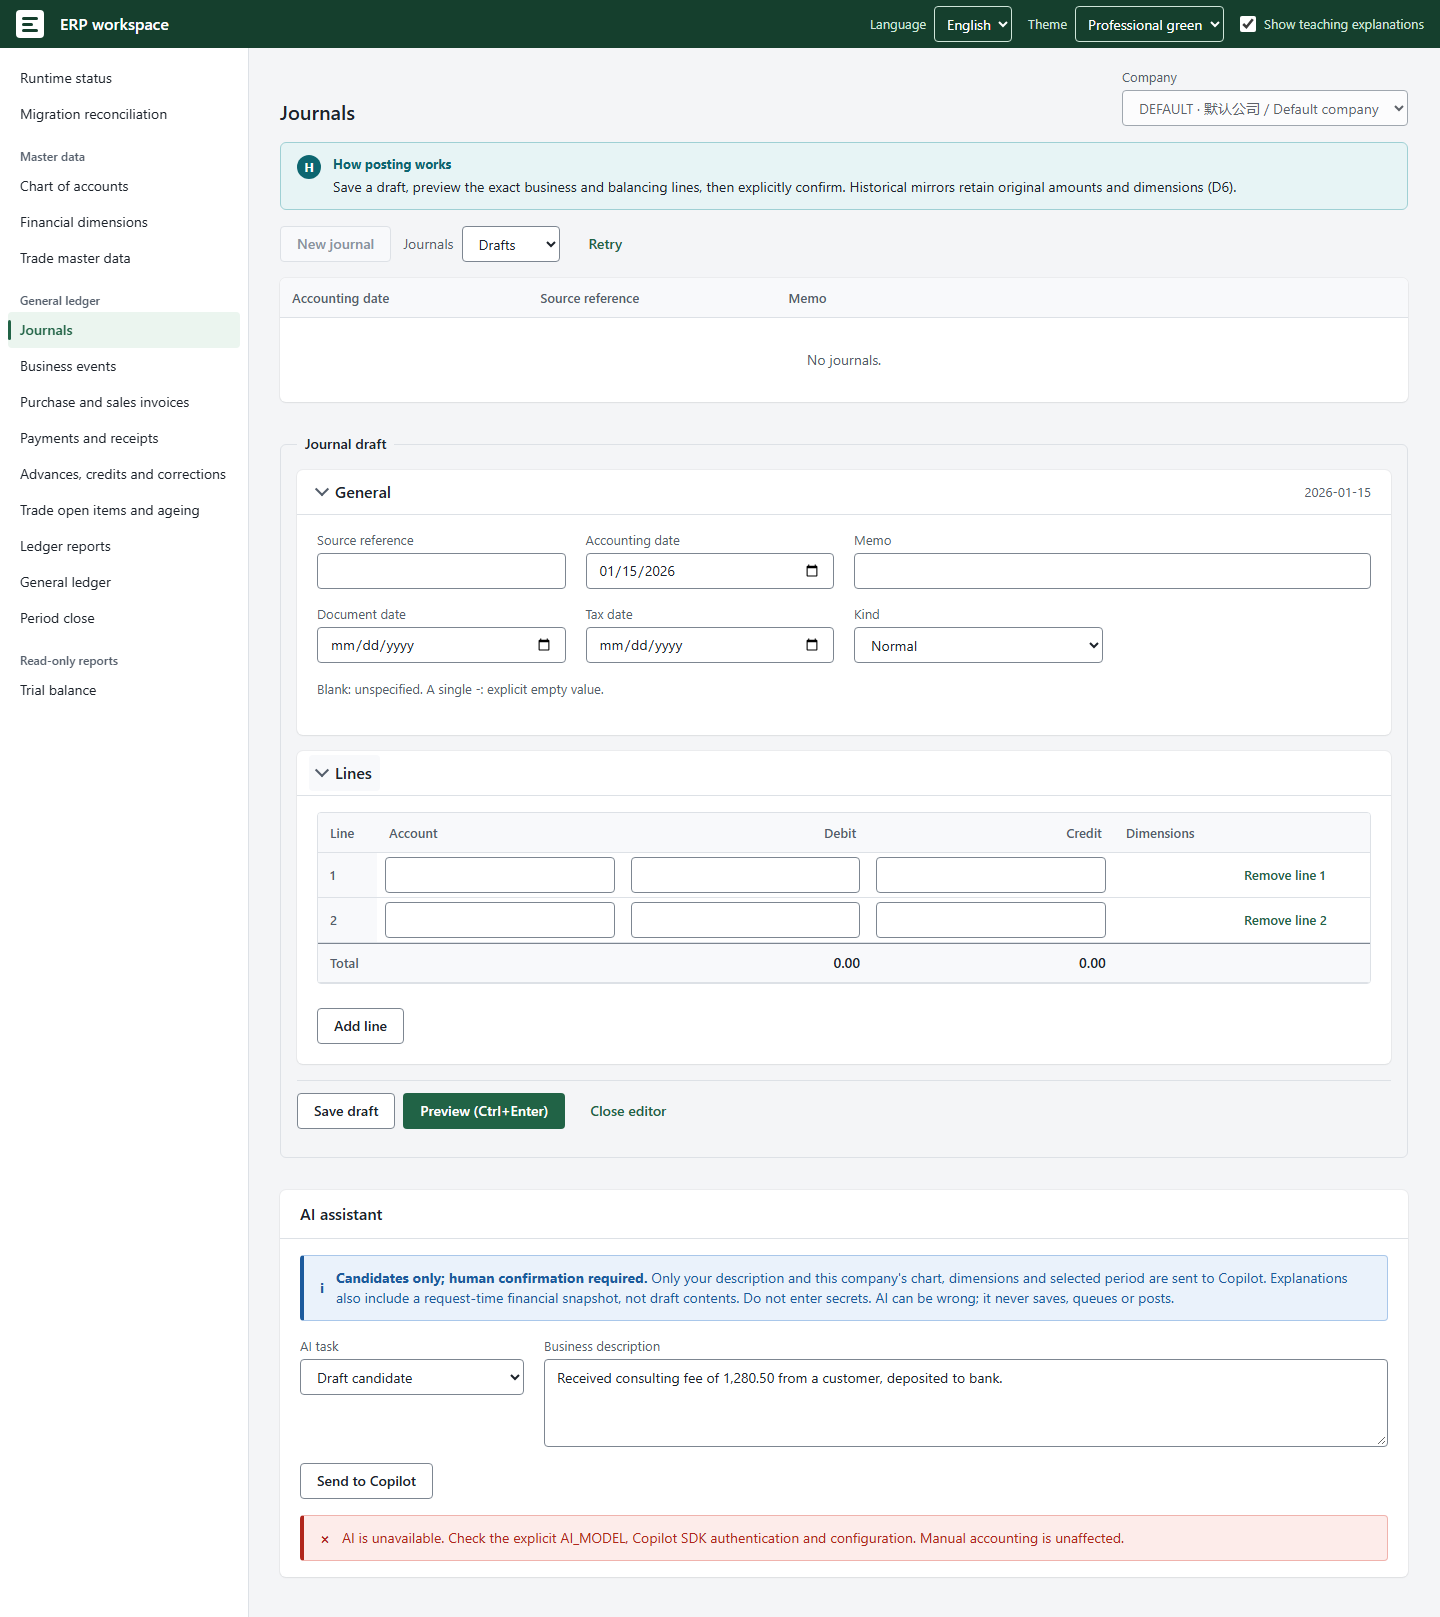 ERP workspace
Language English Theme Professional green Show teaching explanations
Runtime status
Migration reconciliation
Master data
Chart of accounts
Financial dimensions
Trade master data
General ledger
Journals
Business events
Purchase and sales invoices
Payments and receipts
Advances, credits and corrections
Trade open items and ageing
Ledger reports
General ledger
Period close
Read-only reports
Trial balance
Journals
Company
DEFAULT · 默认公司 / Default company
H
How posting works
Save a draft, preview the exact business and balancing lines, then explicitly confirm. Historical mirrors retain original amounts and dimensions (D6).
New journal Journals Drafts Retry
Accounting date Source reference Memo
No journals.
Journal draft
General 2026-01-15
Source reference Accounting date Memo
01/15/2026
Document date Tax date Kind
mm/dd/yyyy mm/dd/yyyy Normal
Blank: unspecified. A single -: explicit empty value.
Lines
Line Account Debit Credit Dimensions
1 Remove line 1
2 Remove line 2
Total 0.00 0.00
Add line
Save draft Preview (Ctrl+Enter) Close editor
AI assistant
i
Candidates only; human confirmation required. Only your description and this company's chart, dimensions and selected period are sent to Copilot. Explanations
also include a request-time financial snapshot, not draft contents. Do not enter secrets. AI can be wrong; it never saves, queues or posts.
AI task Business description
Draft candidate Received consulting fee of 1,280.50 from a customer, deposited to bank.
Send to Copilot
× AI is unavailable. Check the explicit AI_MODEL, Copilot SDK authentication and configuration. Manual accounting is unaffected.